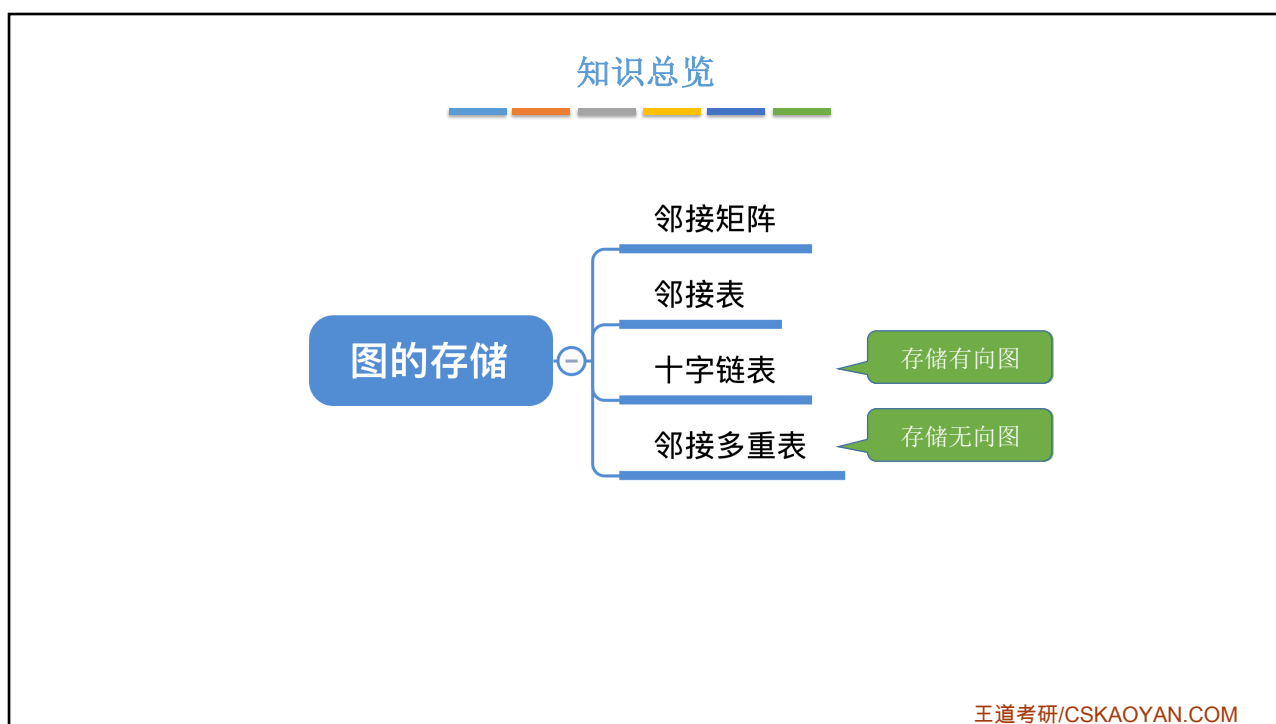 知识总览
邻接矩阵
邻接表
图的存储
十字链表
存储有向图
邻接多重表
存储无向图
王道考研/CSKAOYAN.COM